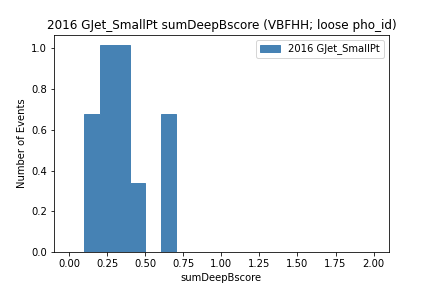 2016 GJet_SmallPt sumDeepBscore (VBFHH; loose pho_id)
2016 GJet_SmallPt
Number of Events
1.0
0.8
0.6
0.4
0.2
0.0
0.00 0.25 0.50 0.75 1.00 1.25 1.50 1.75 2.00
sumDeepBscore